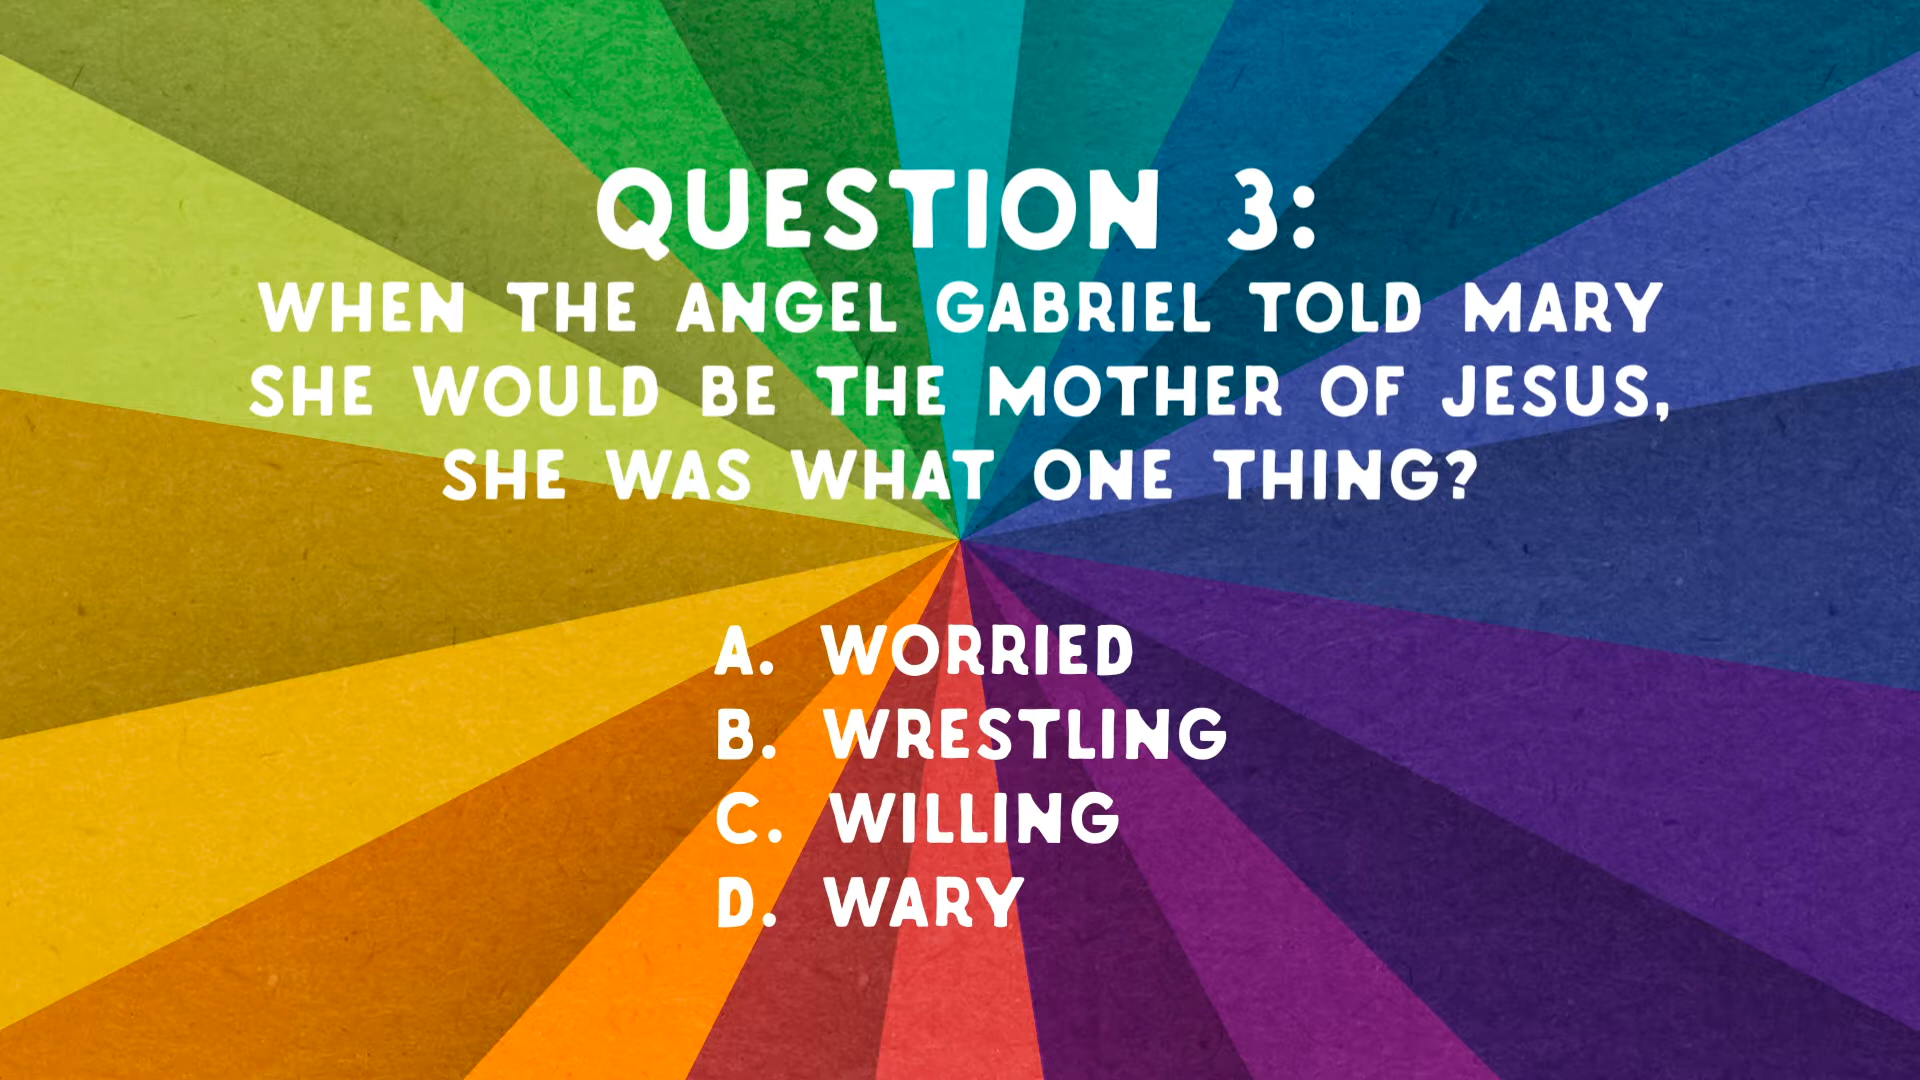 QUESTION 3:
WHEN THE ANGEL GABRIEL TOLD MARY
SHE WOULD BE THE MOTHER OF JESUS,
SHE WAS WHAT ONE THING?
A. WORRIED
B. WRESTLING
C. WILLING
D. WARY